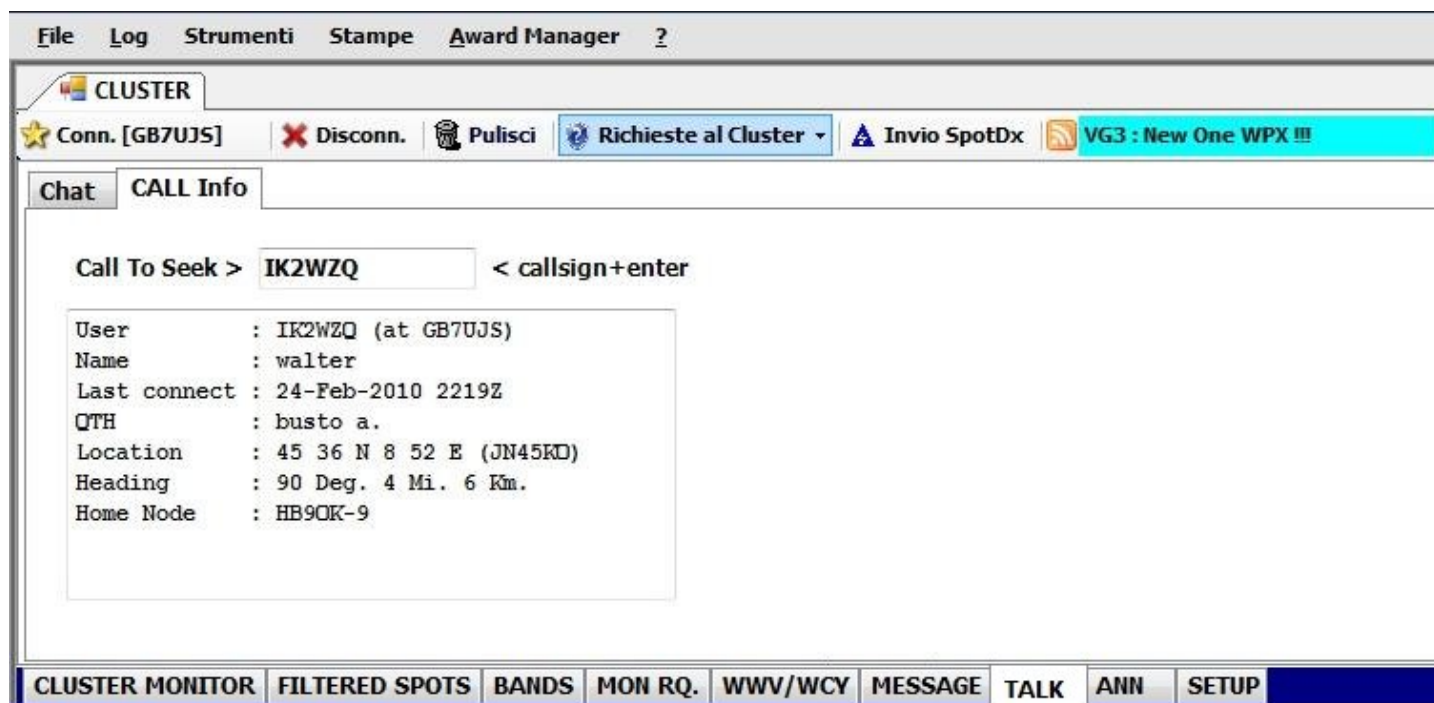 File Log Strumenti Stampe Award Manager ?
CLUSTER
Conn. [GB7UJS] Disconn. Pulisci Richieste al Cluster Invio SpotDx VG3 : New One WPX !!!
Chat CALL Info
Call To Seek > IK2WZQ < callsign+enter
User : IK2WZQ (at GB7UJS)
Name : walter
Last connect : 24-Feb-2010 2219Z
QTH : busto a.
Location : 45 36 N 8 52 E (JN45KO)
Heading : 90 Deg. 4 Mi. 6 Km.
Home Node : HB9OK-9
CLUSTER MONITOR FILTERED SPOTS BANDS MON RQ. WWV/WCY MESSAGE TALK ANN SETUP